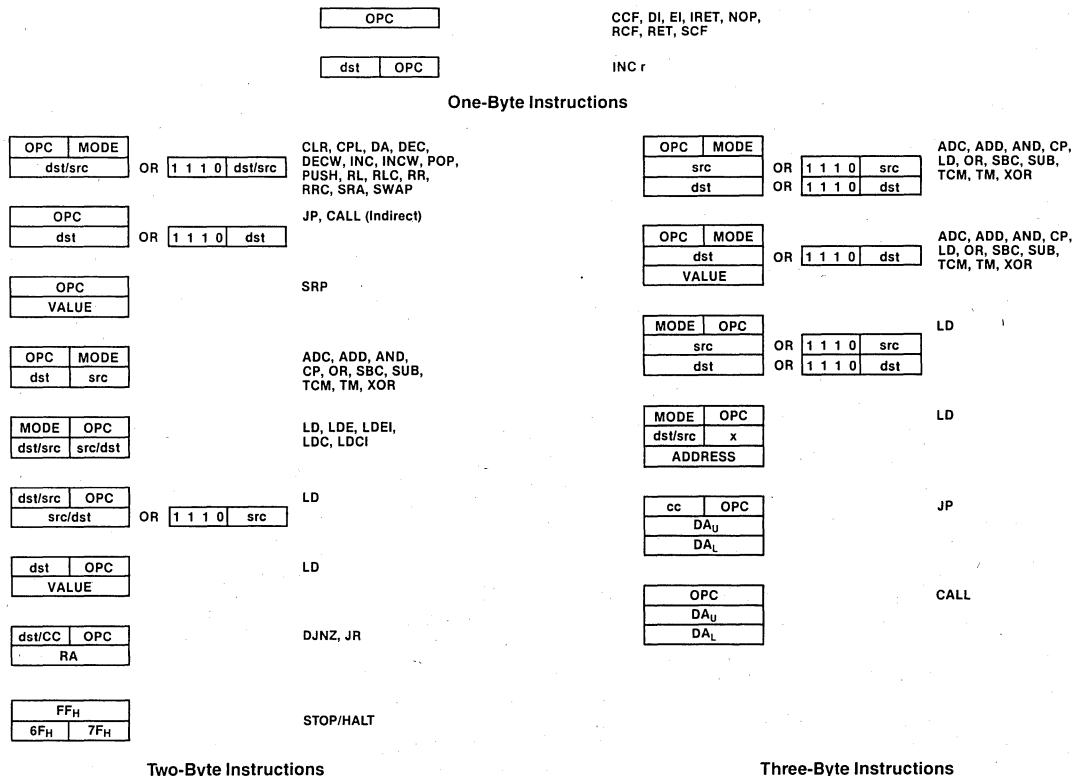 OPC
CCF, DI, EI, IRET, NOP,
RCF, RET, SCF
dst OPC
INC r
One-Byte Instructions
OPC MODE
dst/src OR 1 1 1 0 dst/src
CLR, CPL, DA, DEC,
DECW, INC, INCW, POP,
PUSH, RL, RLC, RR,
RRC, SRA, SWAP
OPC
dst OR 1 1 1 0 dst
JP, CALL (Indirect)
OPC
VALUE
SRP
OPC MODE
dst src
ADC, ADD, AND,
CP, OR, SBC, SUB,
TCM, TM, XOR
MODE OPC
dst/src src/dst
LD, LDE, LDEI,
LDC, LDCI
dst/src OPC
src/dst OR 1 1 1 0 src
LD
dst OPC
VALUE
LD
dst/CC OPC
RA
DJNZ, JR
FFH
6FH 7FH
STOP/HALT
Two-Byte Instructions
OPC MODE
src OR 1 1 1 0 src
dst OR 1 1 1 0 dst
ADC, ADD, AND, CP,
LD, OR, SBC, SUB,
TCM, TM, XOR
OPC MODE
dst OR 1 1 1 0 dst
VALUE
ADC, ADD, AND, CP,
LD, OR, SBC, SUB,
TCM, TM, XOR
MODE OPC
src OR 1 1 1 0 src
dst OR 1 1 1 0 dst
LD
MODE OPC
dst/src x
ADDRESS
LD
cc OPC
DAU
DAL
JP
OPC
DAU
DAL
CALL
Three-Byte Instructions